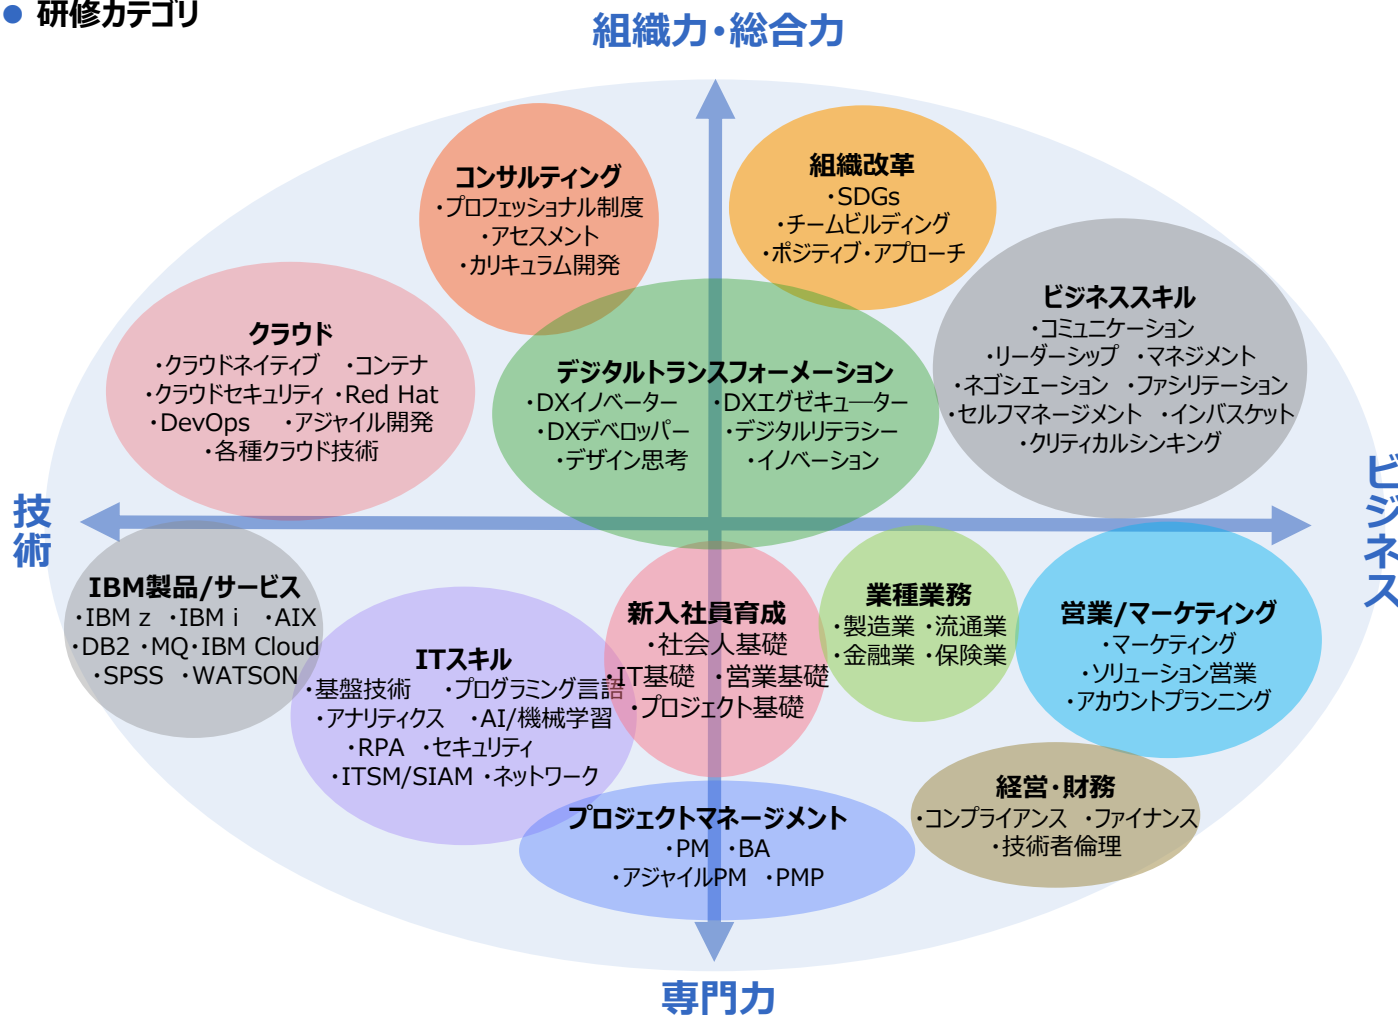 ● 研修カテゴリ
組織力・総合力
コンサルティング
・プロフェッショナル制度
・アセスメント
・カリキュラム開発
組織改革
・SDGs
・チームビルディング
・ポジティブ・アプローチ
クラウド
・クラウドネイティブ ・コンテナ
・クラウドセキュリティ ・Red Hat
・DevOps ・アジャイル開発
・各種クラウド技術
デジタルトランスフォーメーション
・DXイノベーター ・DXエグゼキューター
・DXデベロッパー ・デジタルリテラシー
・デザイン思考 ・イノベーション
ビジネススキル
・コミュニケーション
・リーダーシップ ・マネジメント
・ネゴシエーション ・ファシリテーション
・セルフマネージメント ・インバスケット
・クリティカルシンキング
技術
ビジネス
IBM製品/サービス
・IBM z ・IBM i ・AIX
・DB2 ・MQ・IBM Cloud
・SPSS ・WATSON
ITスキル
・基盤技術 ・プログラミング言語
・アナリティクス ・AI/機械学習
・RPA ・セキュリティ
・ITSM/SIAM ・ネットワーク
新入社員育成
・社会人基礎
・IT基礎 ・営業基礎
・プロジェクト基礎
業種業務
・製造業 ・流通業
・金融業 ・保険業
営業/マーケティング
・マーケティング
・ソリューション営業
・アカウントプランニング
プロジェクトマネージメント
・PM ・BA
・アジャイルPM ・PMP
経営・財務
・コンプライアンス ・ファイナンス
・技術者倫理
専門力